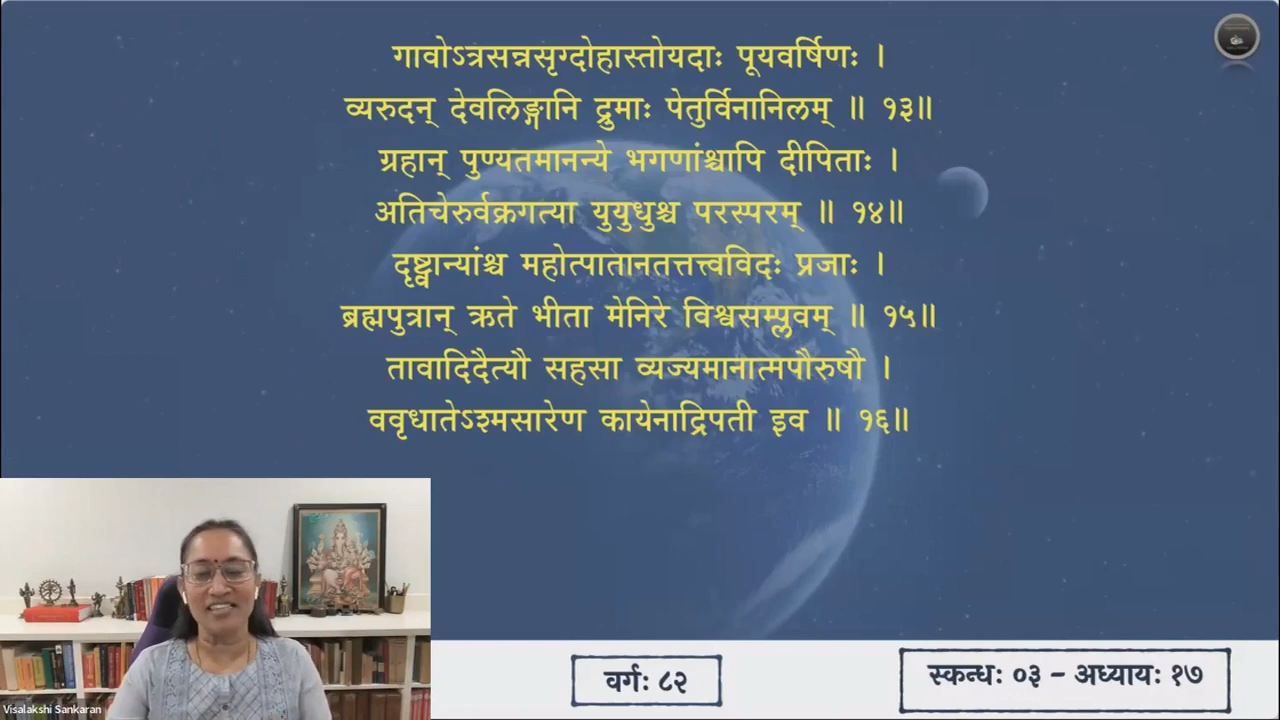 गावोऽत्रसन्नसृग्दोहास्तोयदाः पूयवर्षिणः ।
व्यरुदन् देवलिङ्गानि द्रुमाः पेतुर्विनानिलम् ॥ १३॥
ग्रहान् पुण्यतमानन्ये भगणांश्चापि दीपिताः ।
अतिचेरुर्वक्रगत्या युयुधुश्च परस्परम् ॥ १४॥
दृष्ट्वान्यांश्च महोत्पातानतत्तत्त्वविदः प्रजाः ।
ब्रह्मपुत्रान् ऋते भीता मेनिरे विश्वसम्प्लवम् ॥ १५॥
तावादिदैत्यौ सहसा व्यज्यमानात्मपौरुषौ ।
ववृधातेऽश्मसारेण कायेनाद्रिपती इव ॥ १६॥
Visalakshi Sankaran
वर्गः ८२
स्कन्धः ०३ - अध्यायः १७